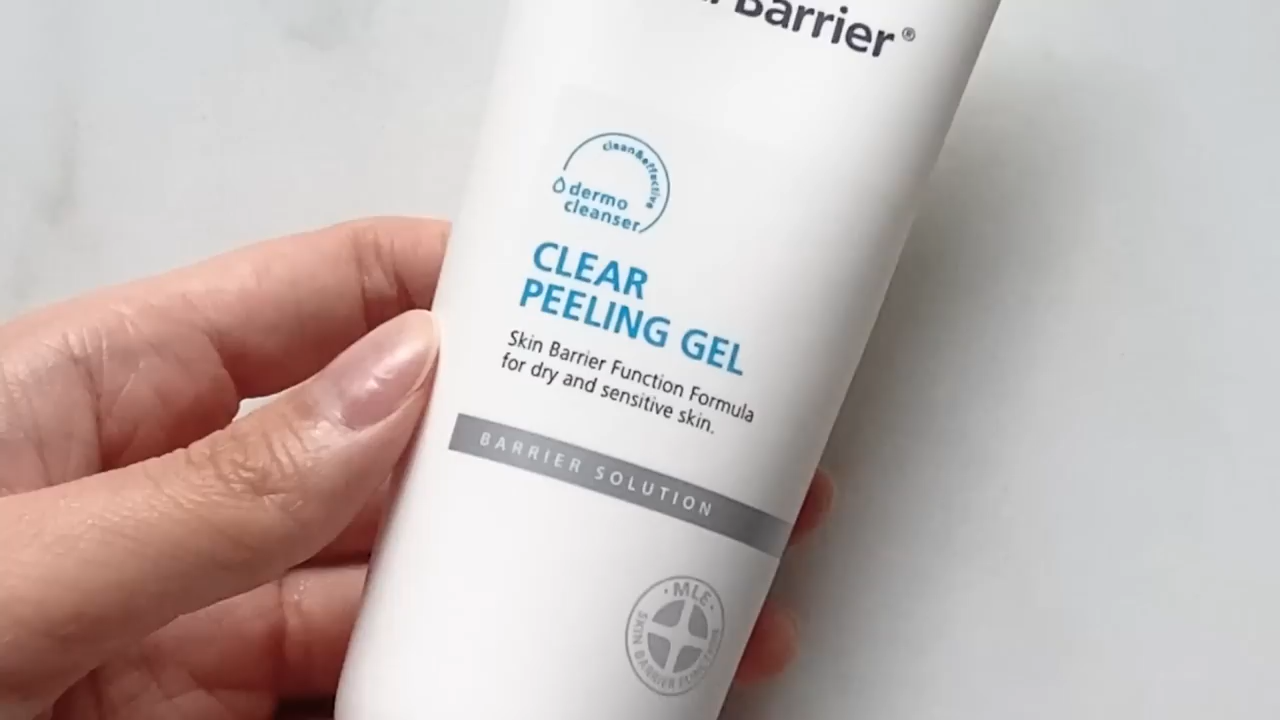 Barrier®
clean&effective
dermo
cleanser
CLEAR
PEELING GEL
Skin Barrier Function Formula
for dry and sensitive skin.
BARRIER SOLUTION
MLE
SKIN BARRIER FUNCTION